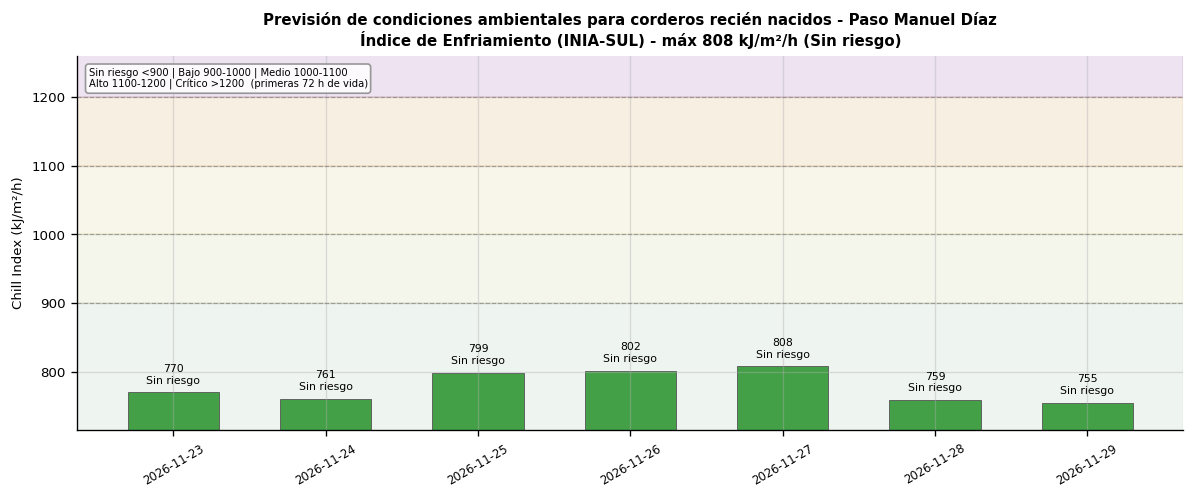 Previsión de condiciones ambientales para corderos recién nacidos - Paso Manuel Díaz
Índice de Enfriamiento (INIA-SUL) - máx 808 kJ/m²/h (Sin riesgo)
Sin riesgo <900 | Bajo 900-1000 | Medio 1000-1100
Alto 1100-1200 | Crítico >1200 (primeras 72 h de vida)
Chill Index (kJ/m²/h)
1200
1100
1000
900
800
770
Sin riesgo
761
Sin riesgo
799
Sin riesgo
802
Sin riesgo
808
Sin riesgo
759
Sin riesgo
755
Sin riesgo
2026-11-23
2026-11-24
2026-11-25
2026-11-26
2026-11-27
2026-11-28
2026-11-29